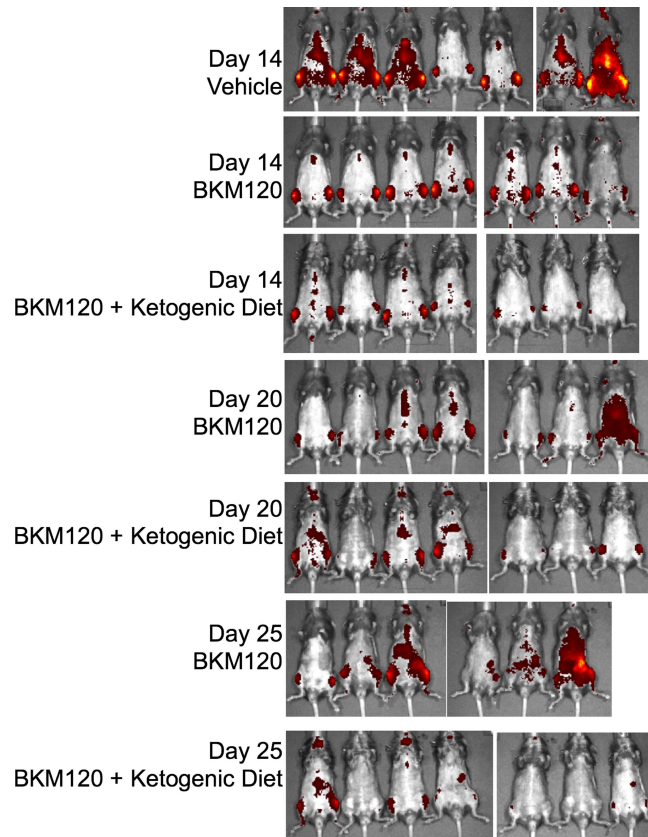 Day 14
Vehicle
Day 14
BKM120
Day 14
BKM120 + Ketogenic Diet
Day 20
BKM120
Day 20
BKM120 + Ketogenic Diet
Day 25
BKM120
Day 25
BKM120 + Ketogenic Diet